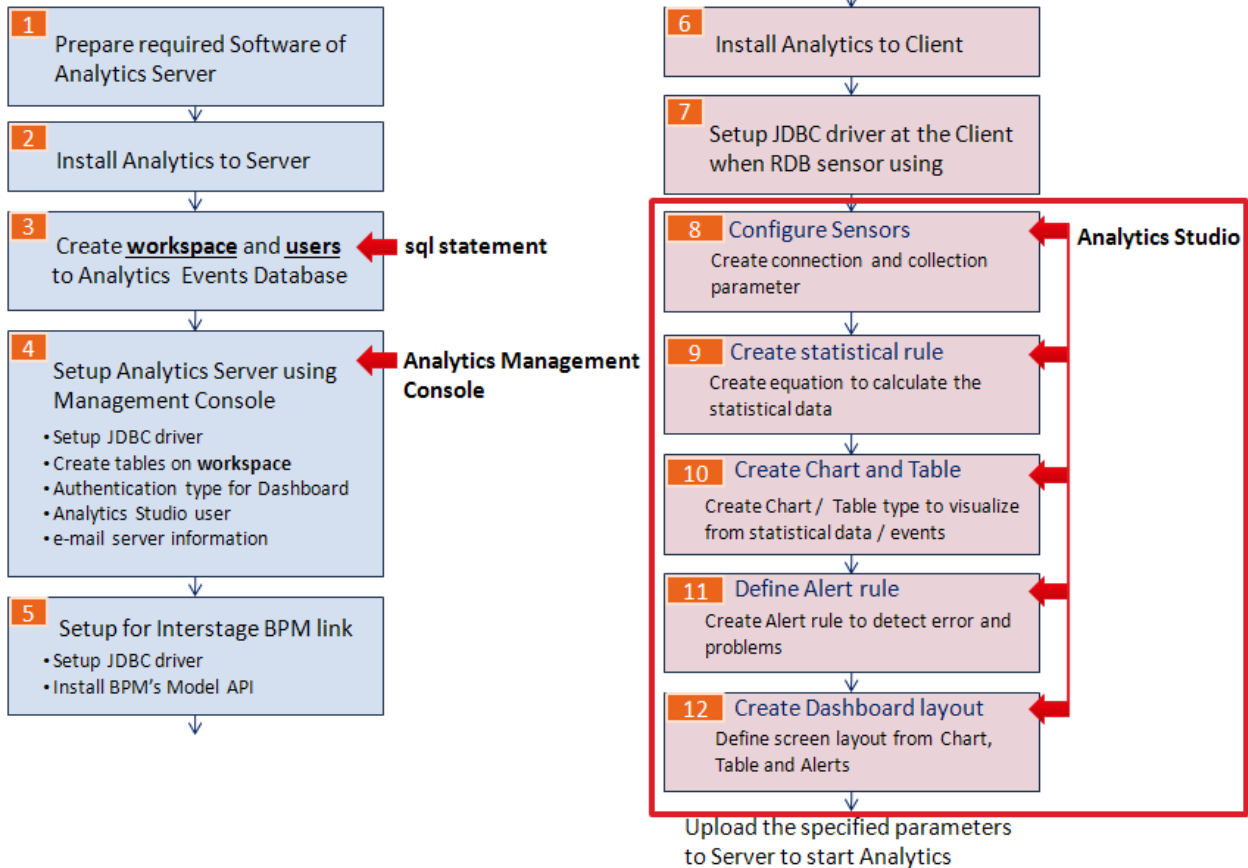 1
Prepare required Software of
Analytics Server
2
Install Analytics to Server
3
Create workspace and users
to Analytics Events Database
sql statement
4
Setup Analytics Server using
Management Console
• Setup JDBC driver
• Create tables on workspace
• Authentication type for Dashboard
• Analytics Studio user
• e-mail server information
Analytics Management
Console
5
Setup for Interstage BPM link
• Setup JDBC driver
• Install BPM's Model API
6
Install Analytics to Client
7
Setup JDBC driver at the Client
when RDB sensor using
8
Configure Sensors
Create connection and collection
parameter
Analytics Studio
9
Create statistical rule
Create equation to calculate the
statistical data
10
Create Chart and Table
Create Chart / Table type to visualize
from statistical data / events
11
Define Alert rule
Create Alert rule to detect error and
problems
12
Create Dashboard layout
Define screen layout from Chart,
Table and Alerts
Upload the specified parameters
to Server to start Analytics